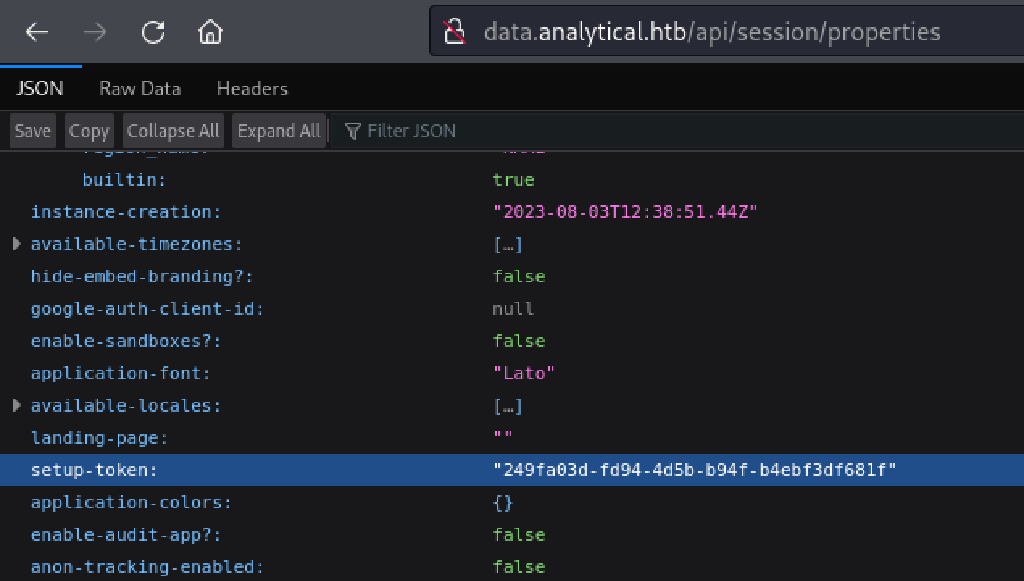 data.analytical.htb/api/session/properties
JSON Raw Data Headers
Save Copy Collapse All Expand All Filter JSON
builtin: true
instance-creation: "2023-08-03T12:38:51.44Z"
available-timezones: […]
hide-embed-branding?: false
google-auth-client-id: null
enable-sandboxes?: false
application-font: "Lato"
available-locales: […]
landing-page: ""
setup-token: "249fa03d-fd94-4d5b-b94f-b4ebf3df681f"
application-colors: {}
enable-audit-app?: false
anon-tracking-enabled: false